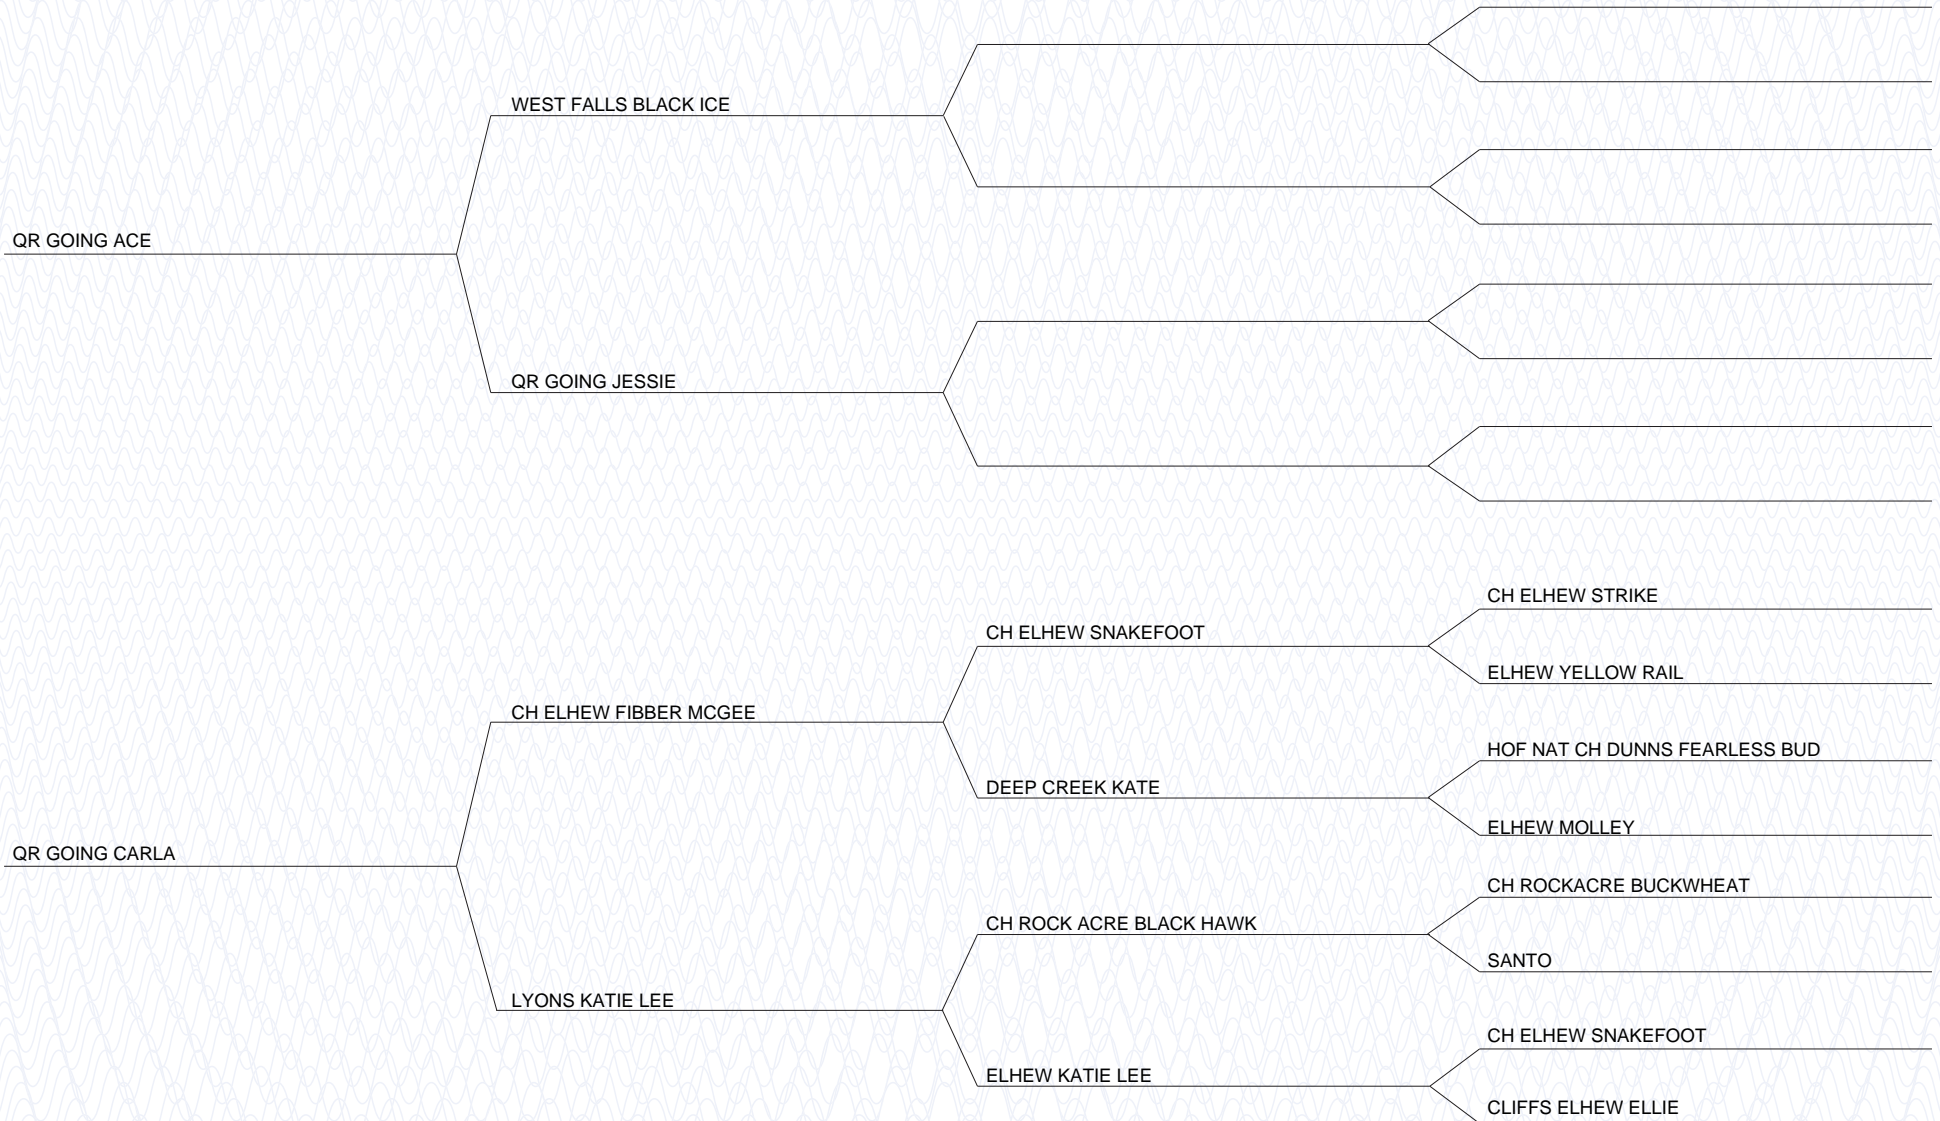 WEST FALLS BLACK ICE
QR GOING ACE
QR GOING JESSIE
CH ELHEW STRIKE
CH ELHEW SNAKEFOOT
ELHEW YELLOW RAIL
CH ELHEW FIBBER MCGEE
HOF NAT CH DUNNS FEARLESS BUD
DEEP CREEK KATE
ELHEW MOLLEY
QR GOING CARLA
CH ROCKACRE BUCKWHEAT
CH ROCK ACRE BLACK HAWK
SANTO
LYONS KATIE LEE
CH ELHEW SNAKEFOOT
ELHEW KATIE LEE
CLIFFS ELHEW ELLIE